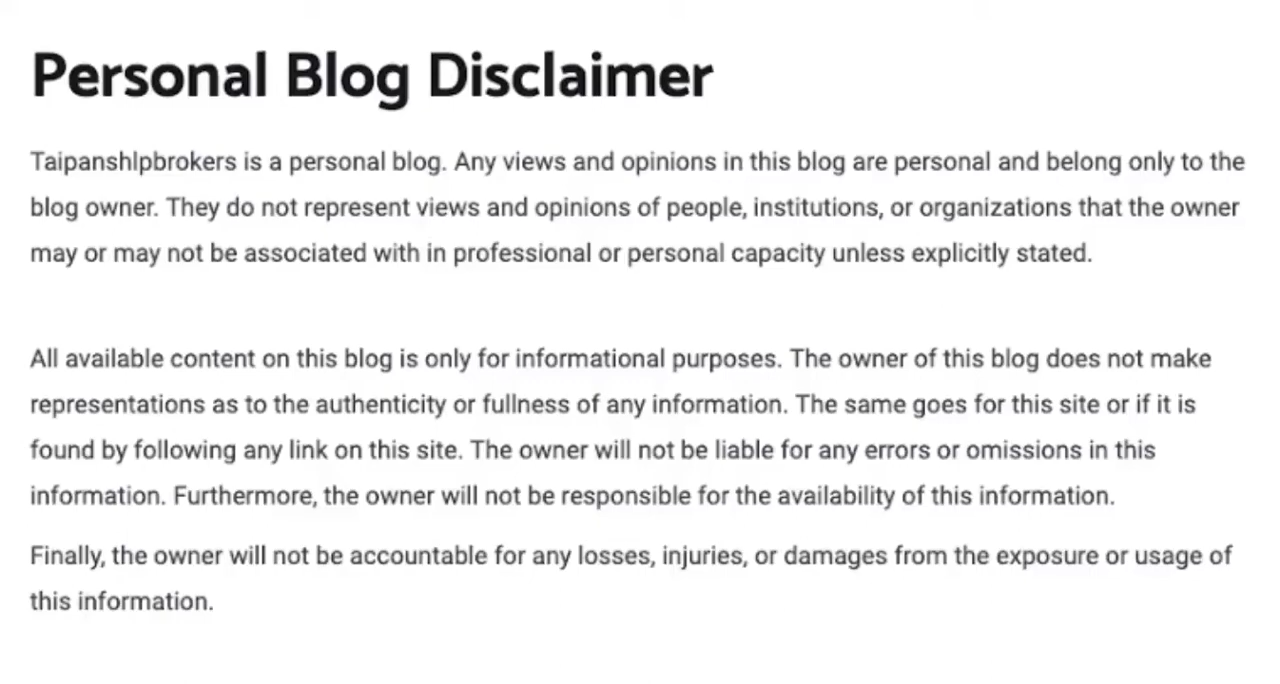 Personal Blog Disclaimer
Taipanshlpbrokers is a personal blog. Any views and opinions in this blog are personal and belong only to the
blog owner. They do not represent views and opinions of people, institutions, or organizations that the owner
may or may not be associated with in professional or personal capacity unless explicitly stated.
All available content on this blog is only for informational purposes. The owner of this blog does not make
representations as to the authenticity or fullness of any information. The same goes for this site or if it is
found by following any link on this site. The owner will not be liable for any errors or omissions in this
information. Furthermore, the owner will not be responsible for the availability of this information.
Finally, the owner will not be accountable for any losses, injuries, or damages from the exposure or usage of
this information.